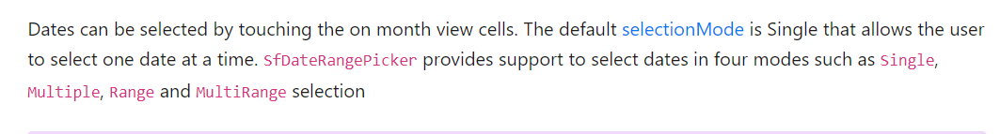 Dates can be selected by touching the on month view cells. The default selectionMode is Single that allows the user
to select one date at a time. SfDateRangePicker provides support to select dates in four modes such as Single,
Multiple, Range and MultiRange selection